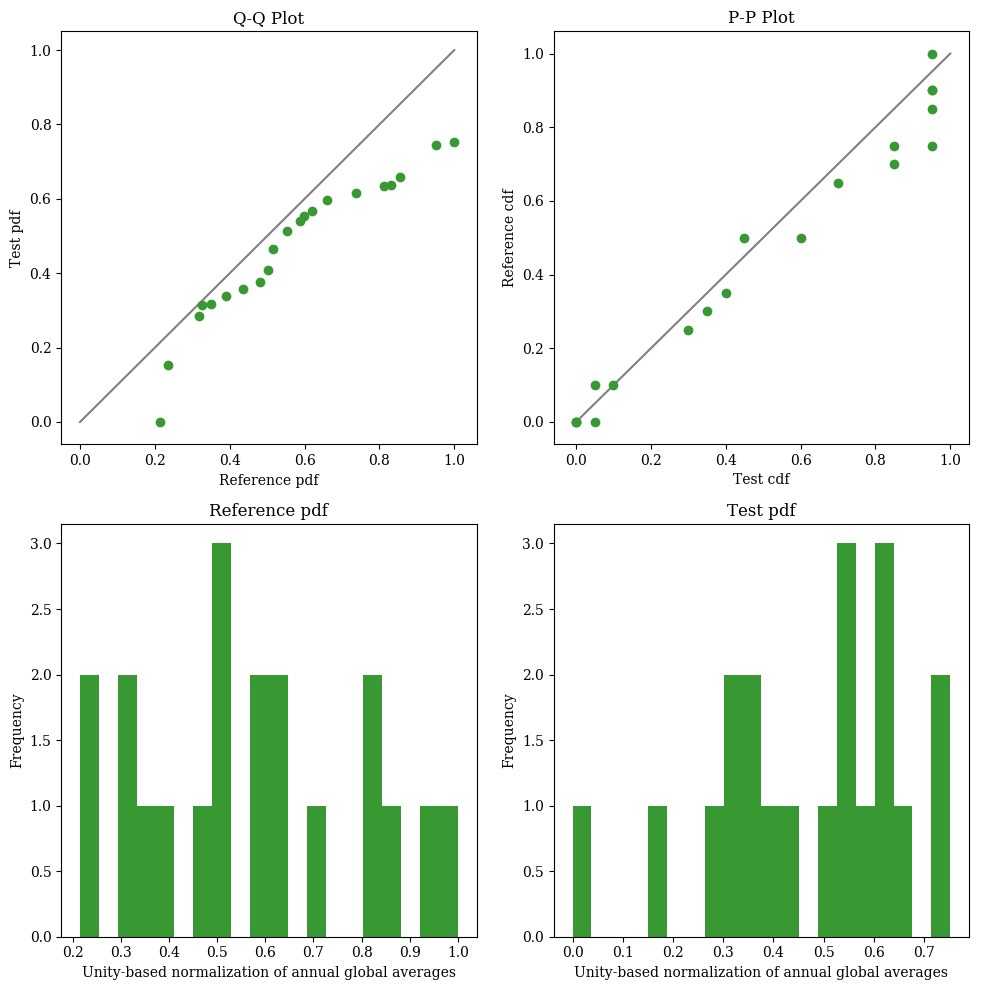 Q-Q Plot
1.0
0.8
0.6
0.4
0.2
0.0
Test pdf
0.0 0.2 0.4 0.6 0.8 1.0
Reference pdf
P-P Plot
1.0
0.8
0.6
0.4
0.2
0.0
Reference cdf
0.0 0.2 0.4 0.6 0.8 1.0
Test cdf
Reference pdf
3.0
2.5
2.0
1.5
1.0
0.5
0.0
Frequency
0.2 0.3 0.4 0.5 0.6 0.7 0.8 0.9 1.0
Unity-based normalization of annual global averages
Test pdf
3.0
2.5
2.0
1.5
1.0
0.5
0.0
Frequency
0.0 0.1 0.2 0.3 0.4 0.5 0.6 0.7
Unity-based normalization of annual global averages